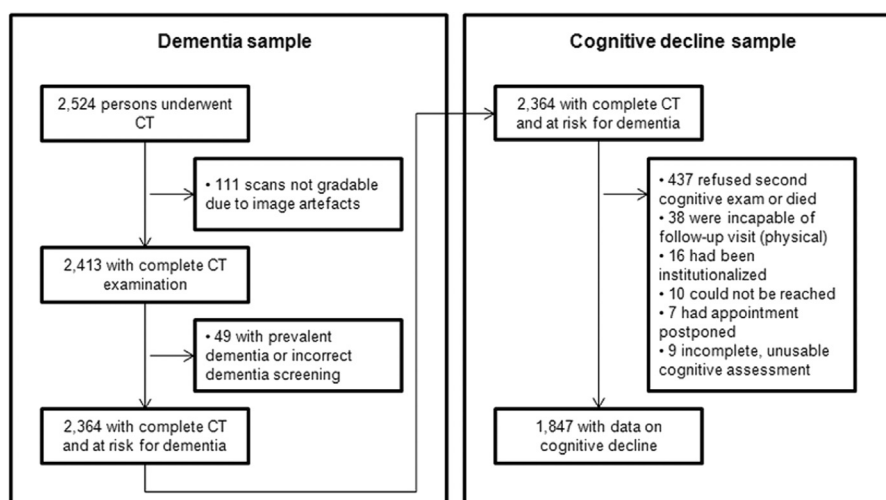 Dementia sample
2,524 persons underwent
CT
• 111 scans not gradable
due to image artefacts
2,413 with complete CT
examination
• 49 with prevalent
dementia or incorrect
dementia screening
2,364 with complete CT
and at risk for dementia
Cognitive decline sample
2,364 with complete CT
and at risk for dementia
• 437 refused second
cognitive exam or died
• 38 were incapable of
follow-up visit (physical)
• 16 had been
institutionalized
• 10 could not be reached
• 7 had appointment
postponed
• 9 incomplete, unusable
cognitive assessment
1,847 with data on
cognitive decline